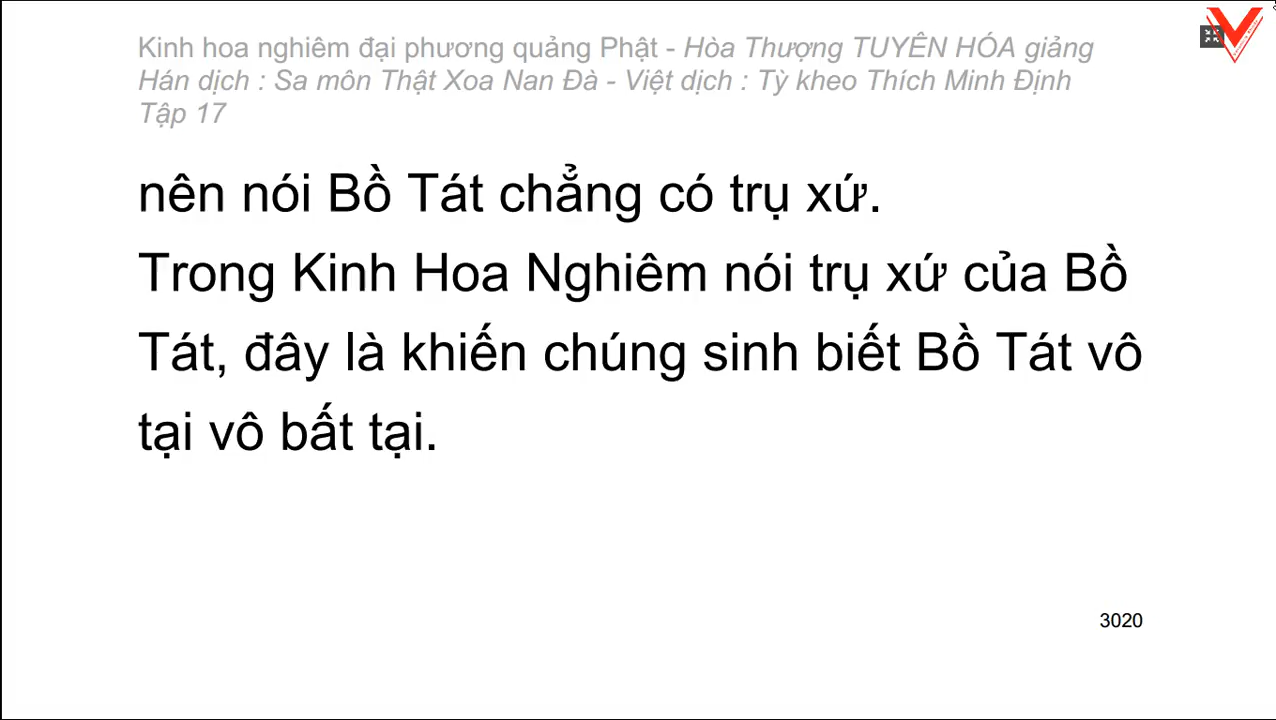 Kinh hoa nghiêm đại phương quảng Phật - Hòa Thượng TUYÊN HÓA giảng
Hán dịch : Sa môn Thật Xoa Nan Đà - Việt dịch : Tỳ kheo Thích Minh Định
Tập 17
nên nói Bồ Tát chẳng có trụ xứ.
Trong Kinh Hoa Nghiêm nói trụ xứ của Bồ
Tát, đây là khiến chúng sinh biết Bồ Tát vô
tại vô bất tại.
3020